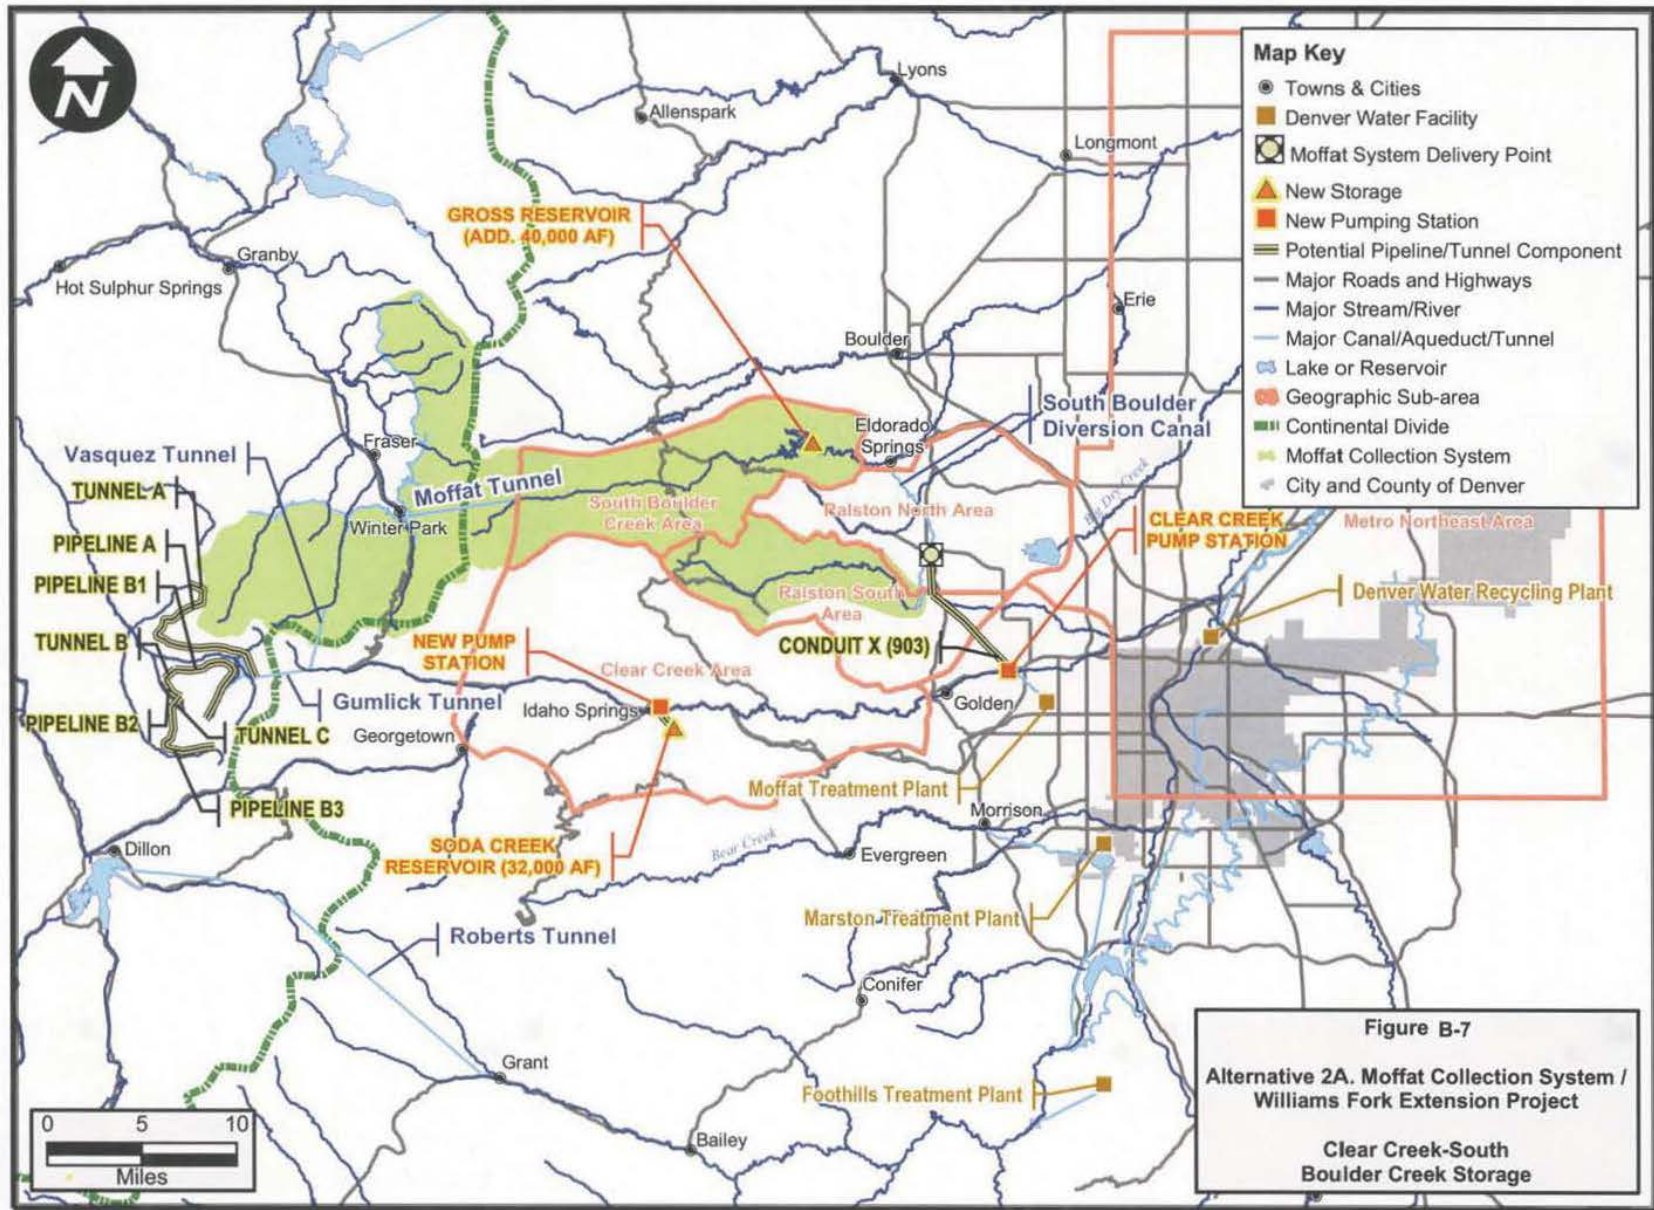 N
Map Key
Towns & Cities
Denver Water Facility
Moffat System Delivery Point
New Storage
New Pumping Station
Potential Pipeline/Tunnel Component
Major Roads and Highways
Major Stream/River
Major Canal/Aqueduct/Tunnel
Lake or Reservoir
Geographic Sub-area
Continental Divide
Moffat Collection System
City and County of Denver
Lyons
Allenspark
Longmont
GROSS RESERVOIR
(ADD. 40,000 AF)
Granby
Hot Sulphur Springs
Erie
Boulder
South Boulder
Diversion Canal
Eldorado
Springs
Fraser
Vasquez Tunnel
Moffat Tunnel
TUNNEL A
South Boulder
Creek Area
Ralston North Area
Big Dry Creek
CLEAR CREEK
PUMP STATION
Metro Northeast Area
Winter Park
PIPELINE A
PIPELINE B1
Ralston South
Area
Denver Water Recycling Plant
TUNNEL B
NEW PUMP
STATION
CONDUIT X (903)
Clear Creek Area
Gumlick Tunnel
Idaho Springs
Golden
PIPELINE B2
TUNNEL C
Georgetown
Moffat Treatment Plant
PIPELINE B3
Morrison
SODA CREEK
RESERVOIR (32,000 AF)
Bear Creek
Dillon
Evergreen
Marston Treatment Plant
Roberts Tunnel
Conifer
Grant
Foothills Treatment Plant
Bailey
0 5 10
Miles
Figure B-7
Alternative 2A. Moffat Collection System /
Williams Fork Extension Project
Clear Creek-South
Boulder Creek Storage